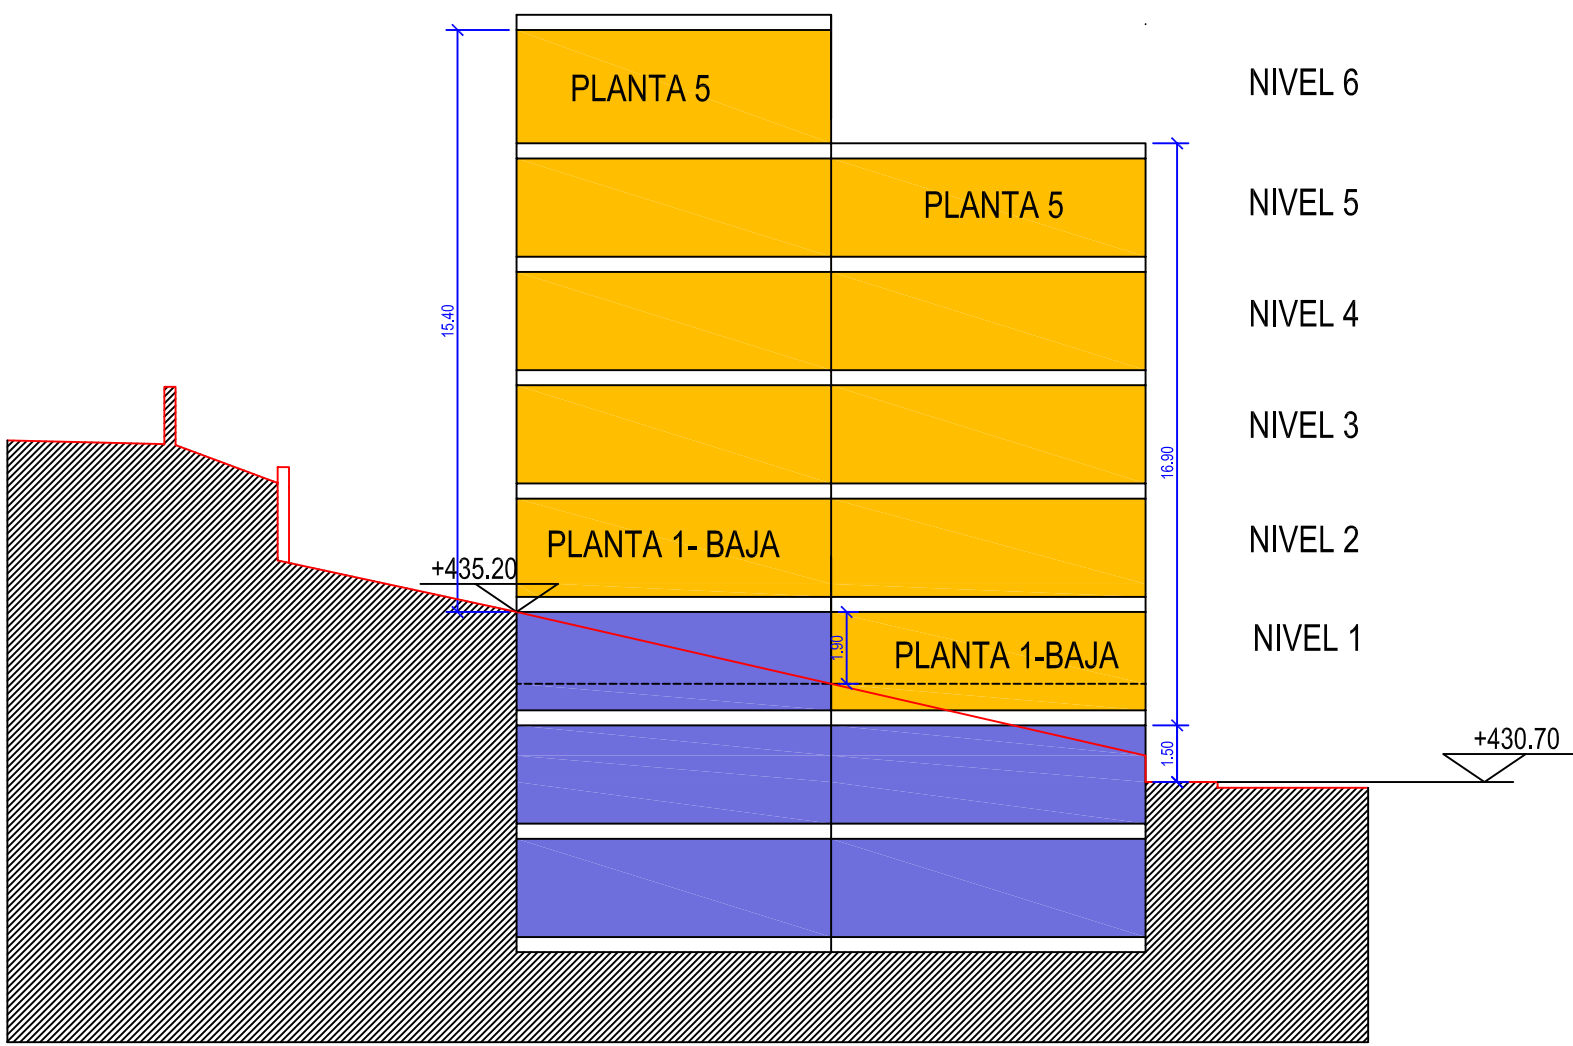 PLANTA 5
NIVEL 6
PLANTA 5
NIVEL 5
15.40
NIVEL 4
NIVEL 3
16.90
PLANTA 1- BAJA
NIVEL 2
+435.20
1.90
PLANTA 1-BAJA
NIVEL 1
1.50
+430.70